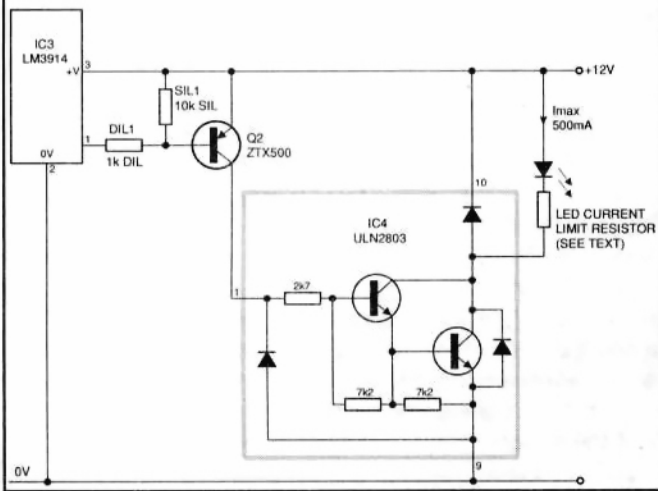 IC3
LM3914
+V
3
+12V
SIL1
10k SIL
Imax
500mA
DIL1
1
1k DIL
Q2
ZTX500
0V
2
10
IC4
ULN2803
LED CURRENT
LIMIT RESISTOR
(SEE TEXT)
1
2k7
7k2
7k2
9
0V